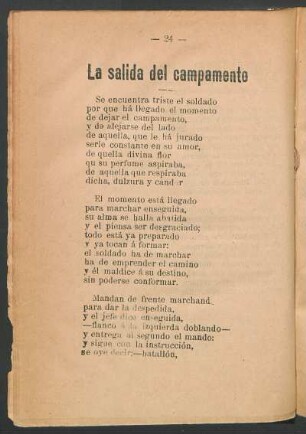 — 24 —
La salida del campamento
Se encuentra triste el soldado
por que há llegado el momento
de dejar el campamento,
y de alejarse del lado
de aquella, que le há jurado
serle constante en su amor,
de quella divina flor
qu su perfume aspiraba,
de aquella que respiraba
dicha, dulzura y cand r
El momento está llegado
para marchar enseguida,
su alma se halla abatida
y el piensa ser desgraciado;
todo está ya preparado
y ya tocan á formar:
el soldado ha de marchar
ha de emprender el camino
y él maldice á su destino,
sin poderse conformar.
Mandan de frente marchand
para dar la despedida,
y el jefe dice enseguida,
—flanco á la izquierda doblando—
y entrega al segundo el mando;
y sigue con la instrucción,
se oye decir:—batallón,